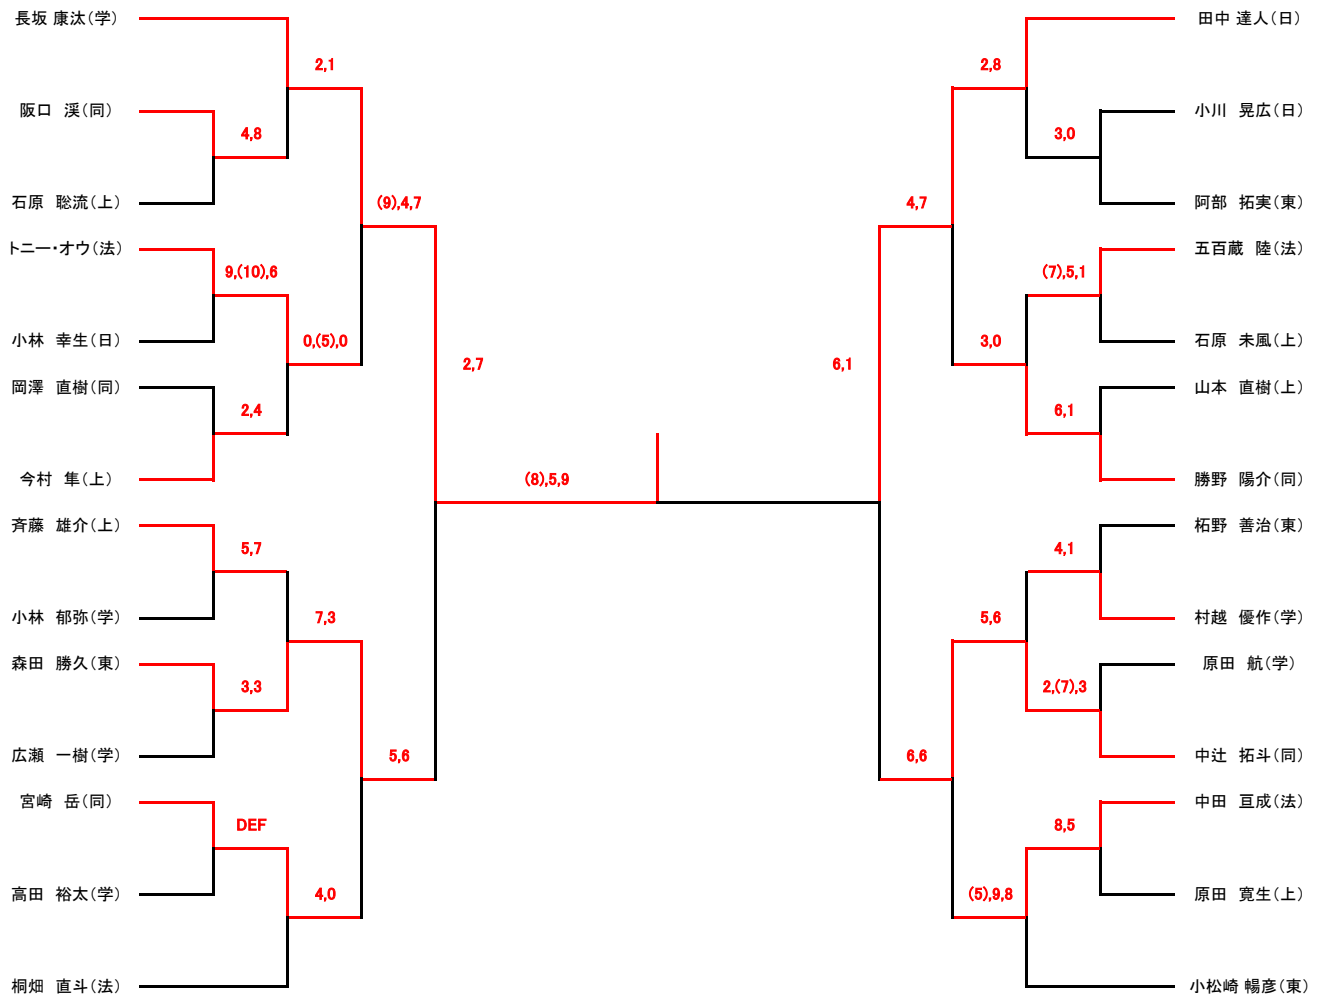 長坂 康汰(学)
2,1
阪口 渓(同)
4,8
石原 聡流(上)
(9),4,7
トニー・オウ(法)
9,(10),6
小林 幸生(日)
0,(5),0
2,7
岡澤 直樹(同)
2,4
今村 隼(上)
(8),5,9
斉藤 雄介(上)
5,7
小林 郁弥(学)
7,3
森田 勝久(東)
3,3
広瀬 一樹(学)
5,6
宮崎 岳(同)
DEF
高田 裕太(学)
4,0
桐畑 直斗(法)
田中 達人(日)
2,8
小川 晃広(日)
3,0
阿部 拓実(東)
4,7
五百蔵 陸(法)
(7),5,1
石原 未風(上)
3,0
6,1
山本 直樹(上)
6,1
勝野 陽介(同)
柘野 善治(東)
4,1
村越 優作(学)
5,6
原田 航(学)
2,(7),3
中辻 拓斗(同)
6,6
中田 亘成(法)
8,5
原田 寛生(上)
(5),9,8
小松崎 暢彦(東)